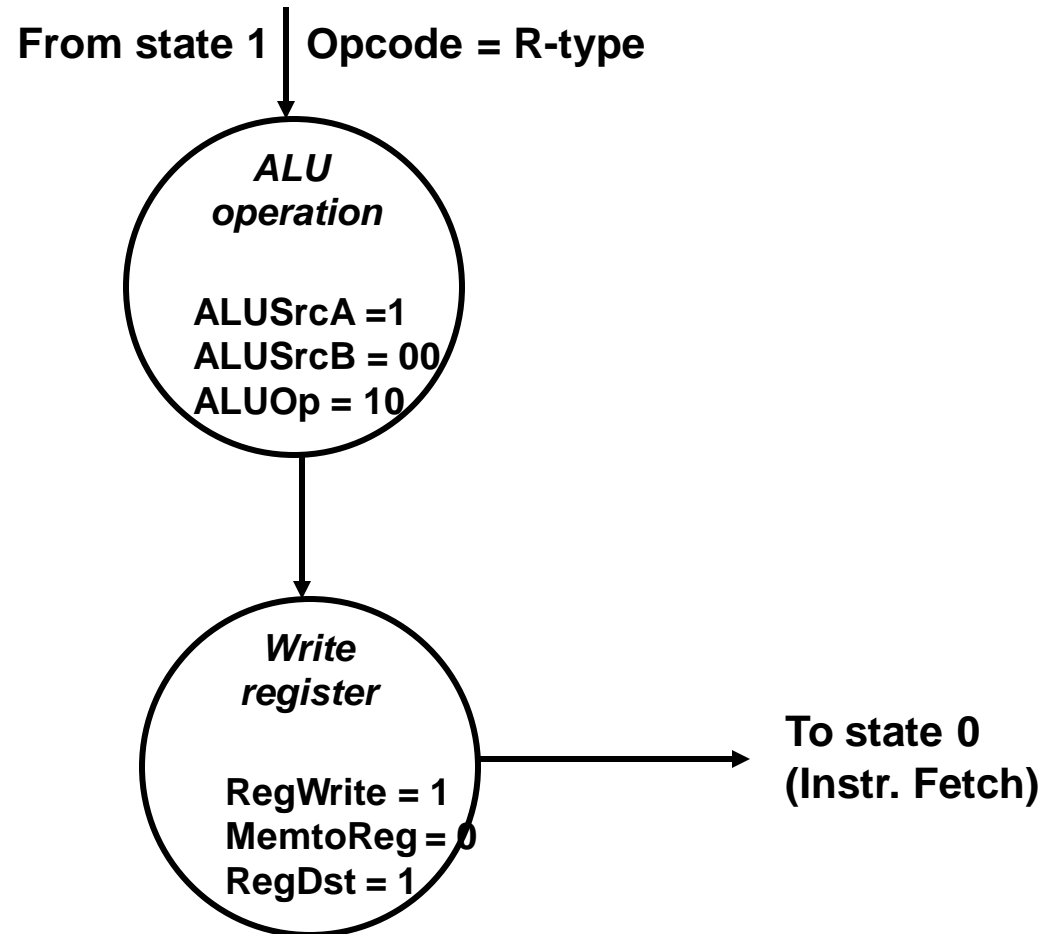 From state 1
Opcode = R-type
ALU
operation
ALUSrcA =1
ALUSrcB = 00
ALUOp = 10
Write
register
RegWrite = 1
MemtoReg = 0
RegDst = 1
To state 0
(Instr. Fetch)